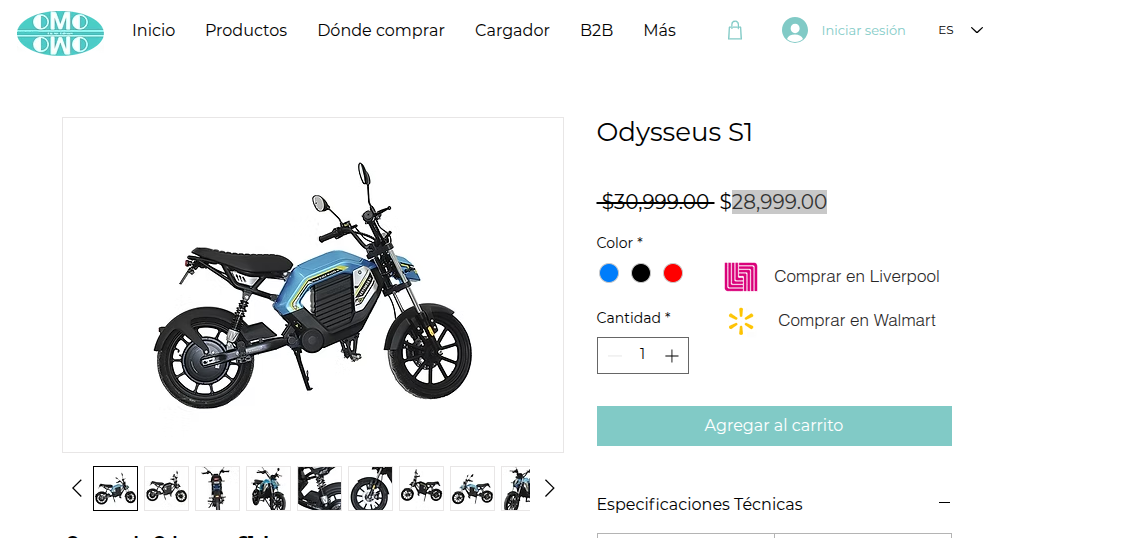 OMO
OMO
Inicio
Productos
Dónde comprar
Cargador
B2B
Más
Iniciar sesión
ES
Odysseus S1
$30,999.00 $28,999.00
Color *
Comprar en Liverpool
Comprar en Walmart
Cantidad *
1
Agregar al carrito
Especificaciones Técnicas